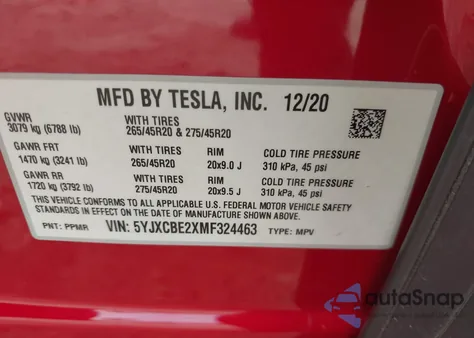 MFD BY TESLA, INC. 12/20
GVWR
3079 kg (6788 lb)
WITH TIRES
265/45R20 & 275/45R20
GAWR FRT
1470 kg (3241 lb)
WITH TIRES
265/45R20
RIM
20x9.0 J
COLD TIRE PRESSURE
310 kPa, 45 psi
GAWR RR
1720 kg (3792 lb)
WITH TIRES
275/45R20
RIM
20x9.5 J
COLD TIRE PRESSURE
310 kPa, 45 psi
THIS VEHICLE CONFORMS TO ALL APPLICABLE U.S. FEDERAL MOTOR VEHICLE SAFETY
STANDARDS IN EFFECT ON THE DATE OF MANUFACTURE SHOWN ABOVE.
PNT: PPMR VIN: 5YJXCBE2XMF324463 TYPE: MPV
autoSnap